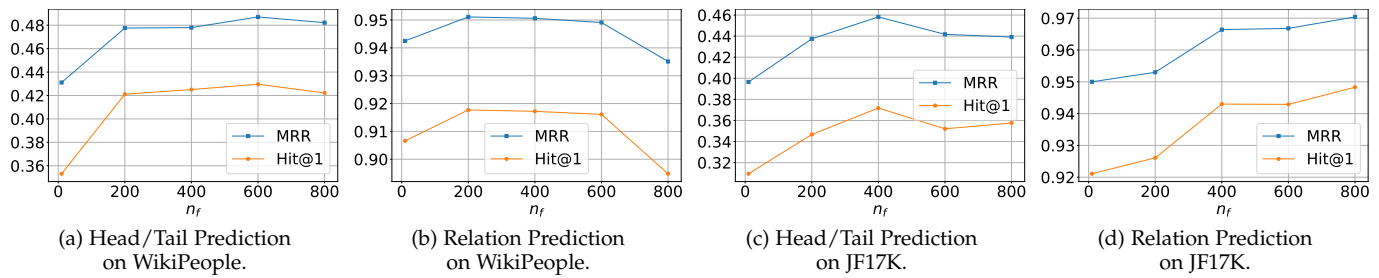 0.48
0.46
0.44
0.42
0.40
0.38
0.36
MRR
Hit@1
0 200 400 600 800
n_f
(a) Head/Tail Prediction
on WikiPeople.
0.95
0.94
0.93
0.92
0.91
0.90
MRR
Hit@1
0 200 400 600 800
n_f
(b) Relation Prediction
on WikiPeople.
0.46
0.44
0.42
0.40
0.38
0.36
0.34
0.32
MRR
Hit@1
0 200 400 600 800
n_f
(c) Head/Tail Prediction
on JF17K.
0.97
0.96
0.95
0.94
0.93
0.92
MRR
Hit@1
0 200 400 600 800
n_f
(d) Relation Prediction
on JF17K.